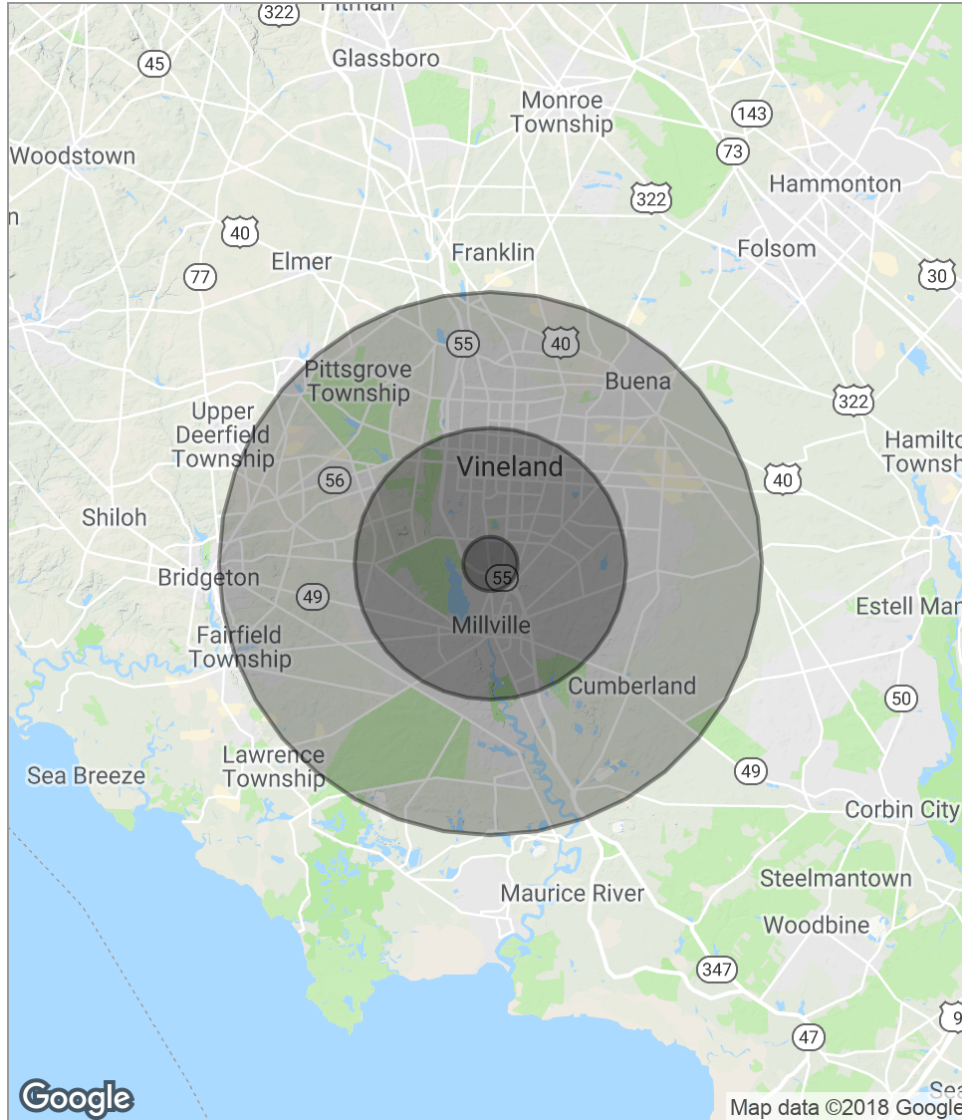 Pitman
322
45
Glassboro
Monroe
Township
143
73
Woodstown
322
Hammonton
n
40
Franklin
Folsom
Elmer
77
30
55
40
Pittsgrove
Township
Buena
322
Upper
Deerfield
Township
Hamilto
Townsh
Vineland
56
40
Shiloh
Bridgeton
55
49
Estell Man
Millville
Fairfield
Township
Cumberland
50
Lawrence
Township
Sea Breeze
49
Corbin City
Steelmantown
Maurice River
Woodbine
347
9
47
Sea
Google
Map data ©2018 Google